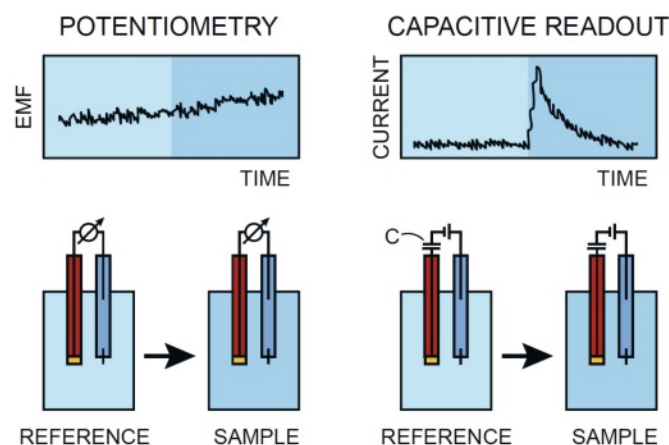 POTENTIOMETRY
EMF
TIME
REFERENCE
SAMPLE
CAPACITIVE READOUT
CURRENT
TIME
C
REFERENCE
SAMPLE